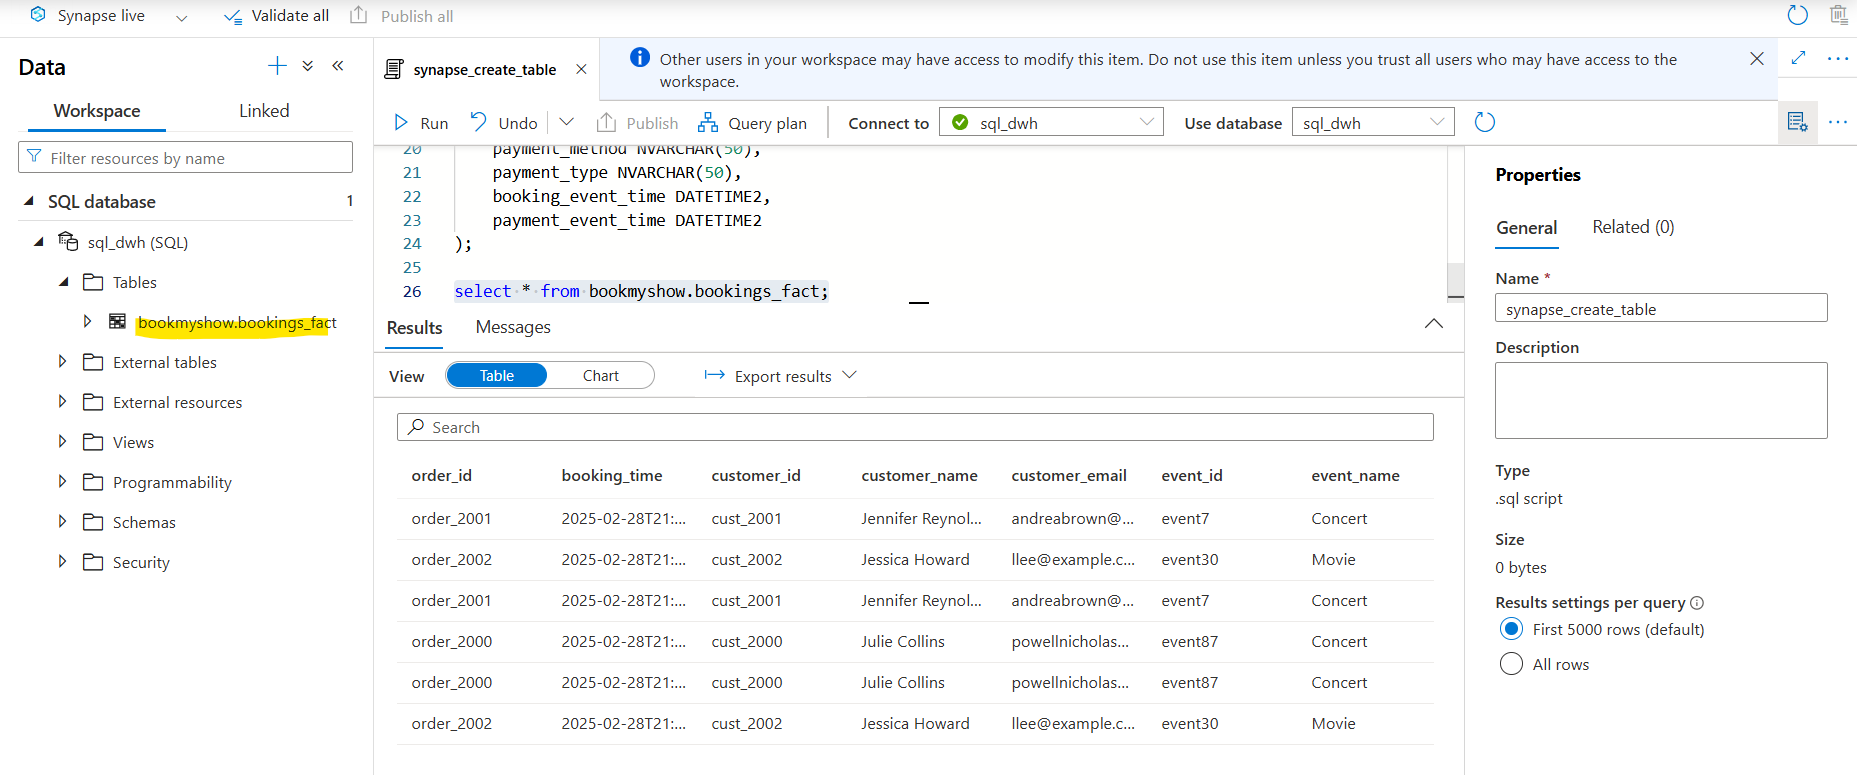 Synapse live
Validate all
Publish all
Data
Workspace
Linked
Filter resources by name
SQL database
1
sql_dwh (SQL)
Tables
bookmyshow.bookings_fact
External tables
External resources
Views
Programmability
Schemas
Security
synapse_create_table
Other users in your workspace may have access to modify this item. Do not use this item unless you trust all users who may have access to the
workspace.
Run
Undo
Publish
Query plan
Connect to
sql_dwh
Use database
sql_dwh
20 payment_method NVARCHAR(50),
21 payment_type NVARCHAR(50),
22 booking_event_time DATETIME2,
23 payment_event_time DATETIME2
24 );
25
26 select * from bookmyshow.bookings_fact;
Results
Messages
View
Table
Chart
Export results
Search
order_id booking_time customer_id customer_name customer_email event_id event_name
order_2001 2025-02-28T21:... cust_2001 Jennifer Reynol... andreabrown@... event7 Concert
order_2002 2025-02-28T21:... cust_2002 Jessica Howard llee@example.c... event30 Movie
order_2001 2025-02-28T21:... cust_2001 Jennifer Reynol... andreabrown@... event7 Concert
order_2000 2025-02-28T21:... cust_2000 Julie Collins powellnicholas... event87 Concert
order_2000 2025-02-28T21:... cust_2000 Julie Collins powellnicholas... event87 Concert
order_2002 2025-02-28T21:... cust_2002 Jessica Howard llee@example.c... event30 Movie
Properties
General
Related (0)
Name *
synapse_create_table
Description
Type
.sql script
Size
0 bytes
Results settings per query
First 5000 rows (default)
All rows